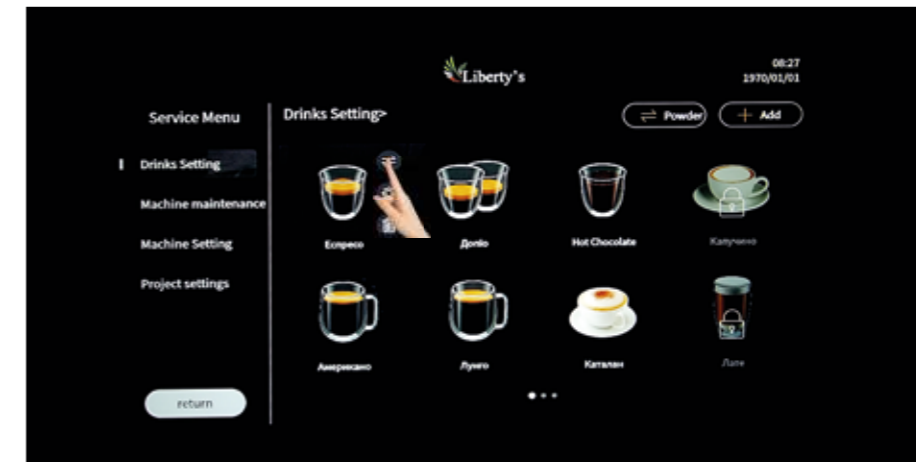 Liberty's
08:27
1970/01/01
Service Menu
Drinks Setting>
Powder
+ Add
Drinks Setting
Machine maintenance
Machine Setting
Project settings
Еспресо
Допіо
Hot Chocolate
Капучино
Американо
Лунго
Каталан
Лате
return